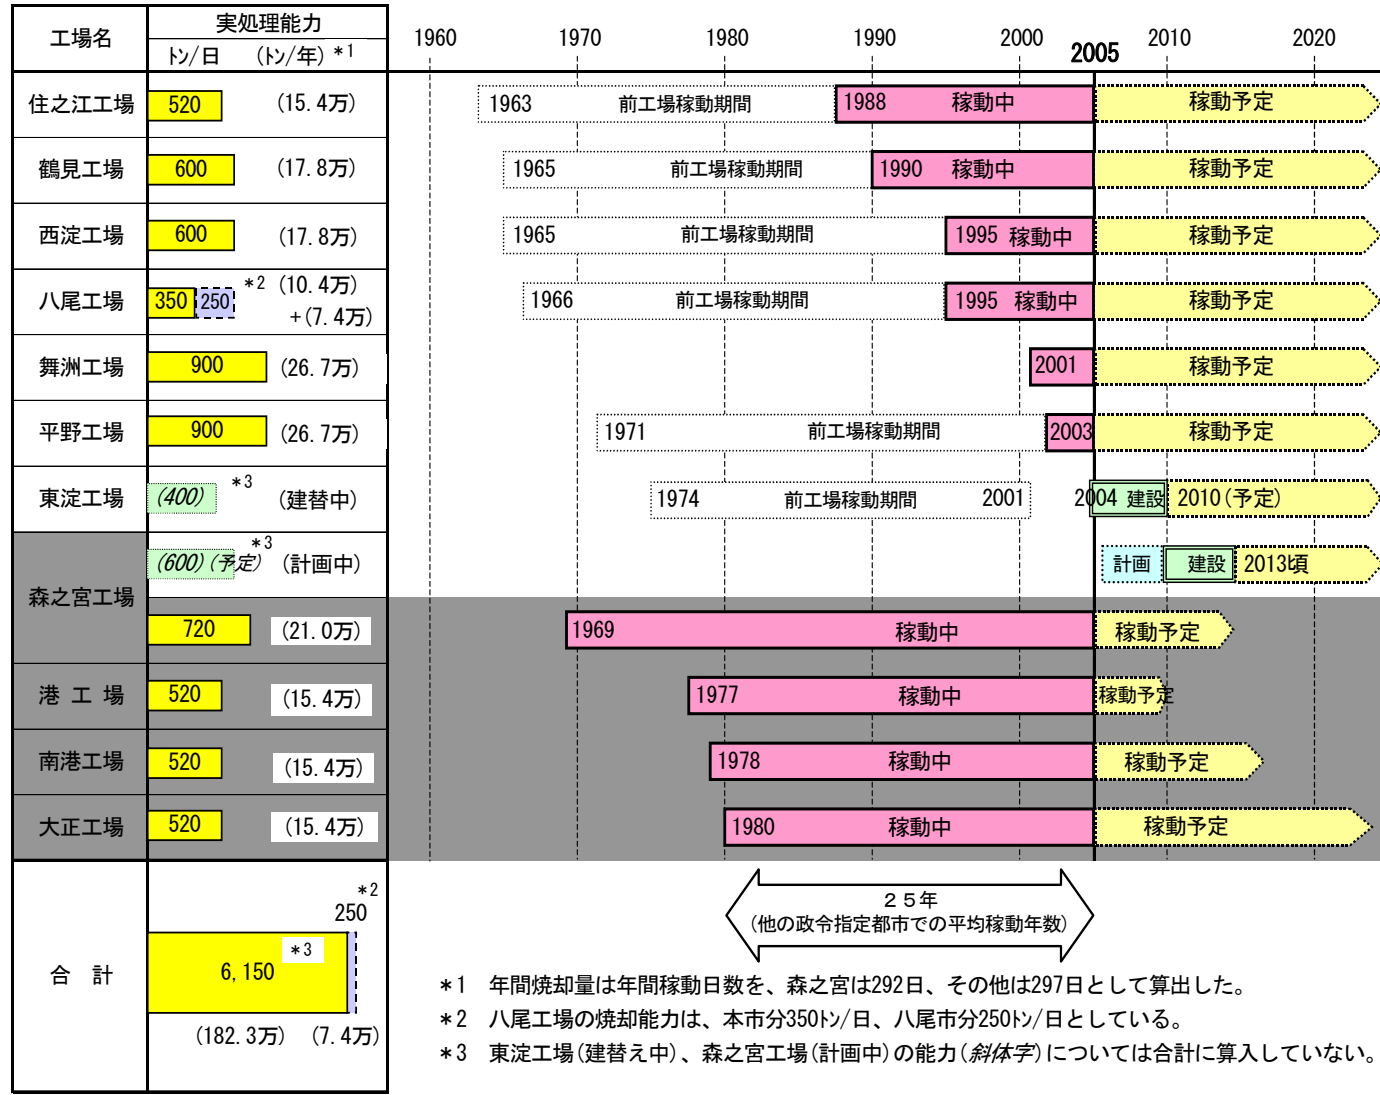 工場名
実処理能力
ﾄﾝ/日 (ﾄﾝ/年)*1
1960 1970 1980 1990 2000 2005 2010 2020
住之江工場 520 (15.4万) 1963 前工場稼動期間 1988 稼動中 稼動予定
鶴見工場 600 (17.8万) 1965 前工場稼動期間 1990 稼動中 稼動予定
西淀工場 600 (17.8万) 1965 前工場稼動期間 1995 稼動中 稼動予定
八尾工場 350 250 *2 (10.4万) 1966 前工場稼動期間 1995 稼動中 稼動予定
+(7.4万)
舞洲工場 900 (26.7万) 2001 稼動予定
平野工場 900 (26.7万) 1971 前工場稼動期間 2003 稼動予定
東淀工場 (400) *3 (建替中) 1974 前工場稼動期間 2001 2004 建設 2010(予定)
森之宮工場
(600)(予定) *3 (計画中) 計画 建設 2013頃
720 (21.0万) 1969 稼動中 稼動予定
港 工 場 520 (15.4万) 1977 稼動中 稼動予定
南港工場 520 (15.4万) 1978 稼動中 稼動予定
大正工場 520 (15.4万) 1980 稼動中 稼動予定
合 計
*2
250
*3
6,150
(182.3万) (7.4万)
25年
(他の政令指定都市での平均稼動年数)
*1 年間焼却量は年間稼動日数を、森之宮は292日、その他は297日として算出した。
*2 八尾工場の焼却能力は、本市分350ﾄﾝ/日、八尾市分250ﾄﾝ/日としている。
*3 東淀工場(建替え中)、森之宮工場(計画中)の能力(斜体字)については合計に算入していない。